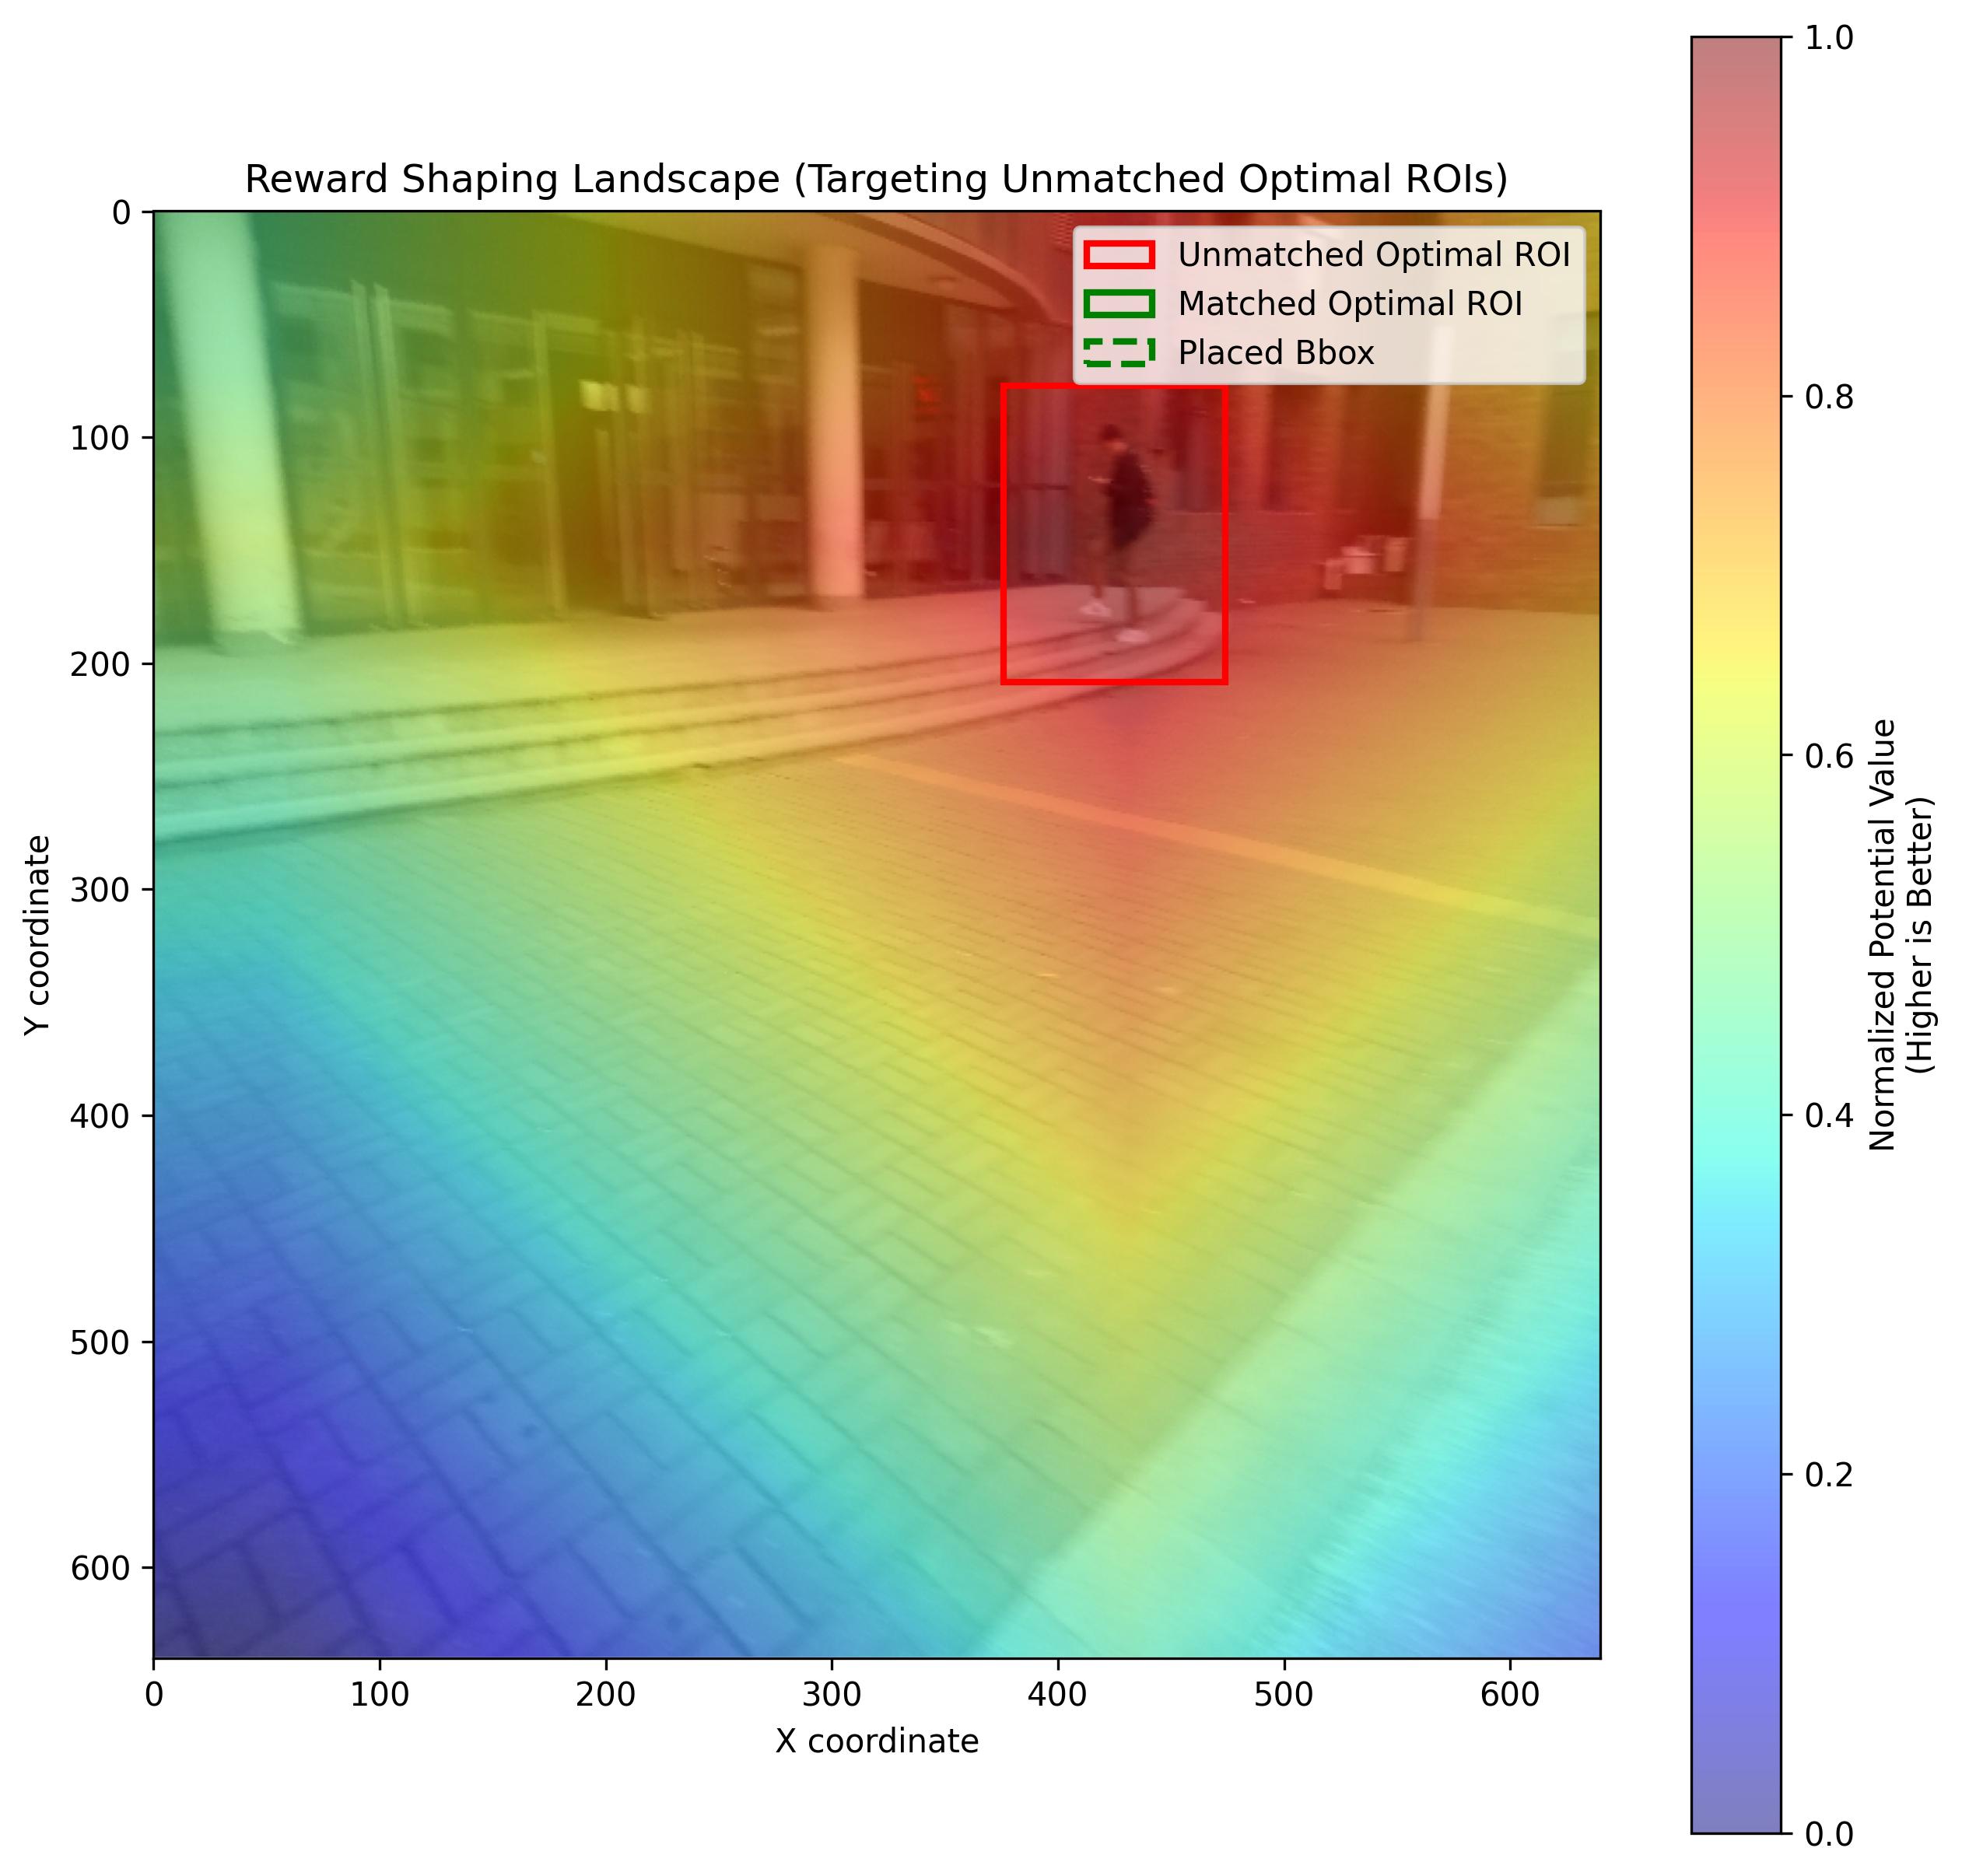 Reward Shaping Landscape (Targeting Unmatched Optimal ROIs)
Unmatched Optimal ROI
Matched Optimal ROI
Placed Bbox
0
100
200
300
400
500
600
Y coordinate
0
100
200
300
400
500
600
X coordinate
1.0
0.8
0.6
0.4
0.2
0.0
Normalized Potential Value
(Higher is Better)